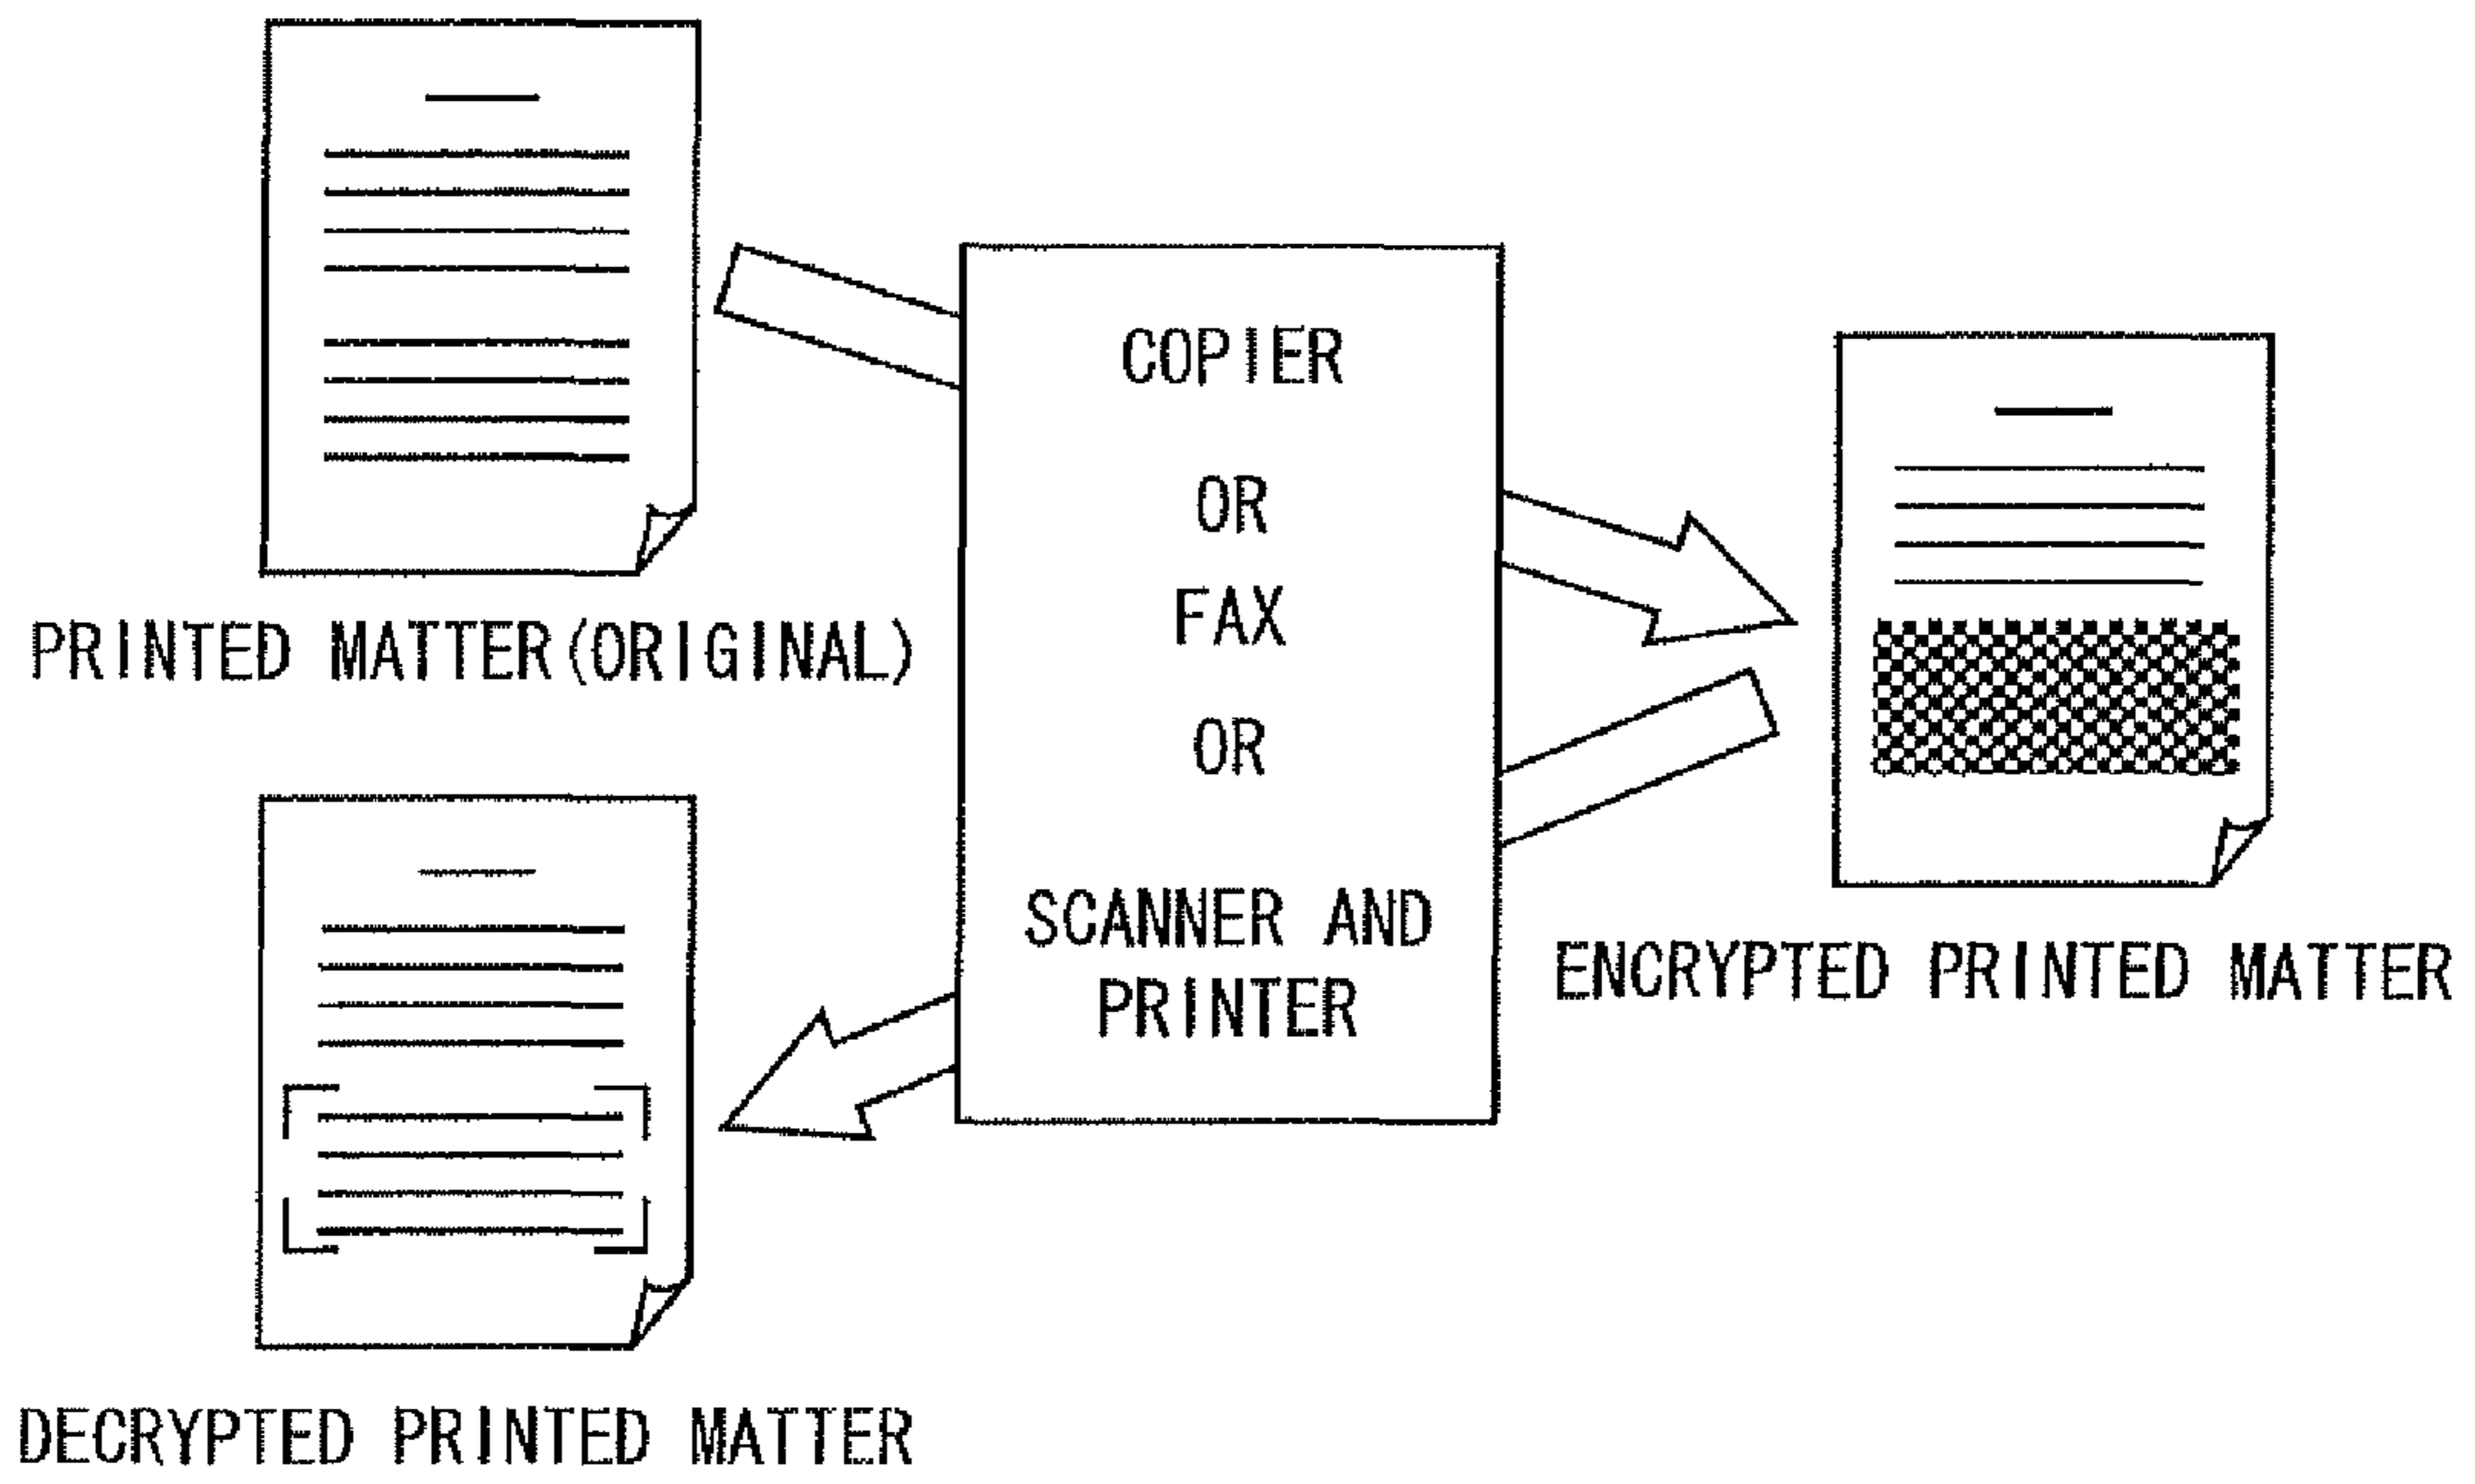 PRINTED MATTER(ORIGINAL)
COPIER
OR
FAX
OR
SCANNER AND
PRINTER
ENCRYPTED PRINTED MATTER
DECRYPTED PRINTED MATTER